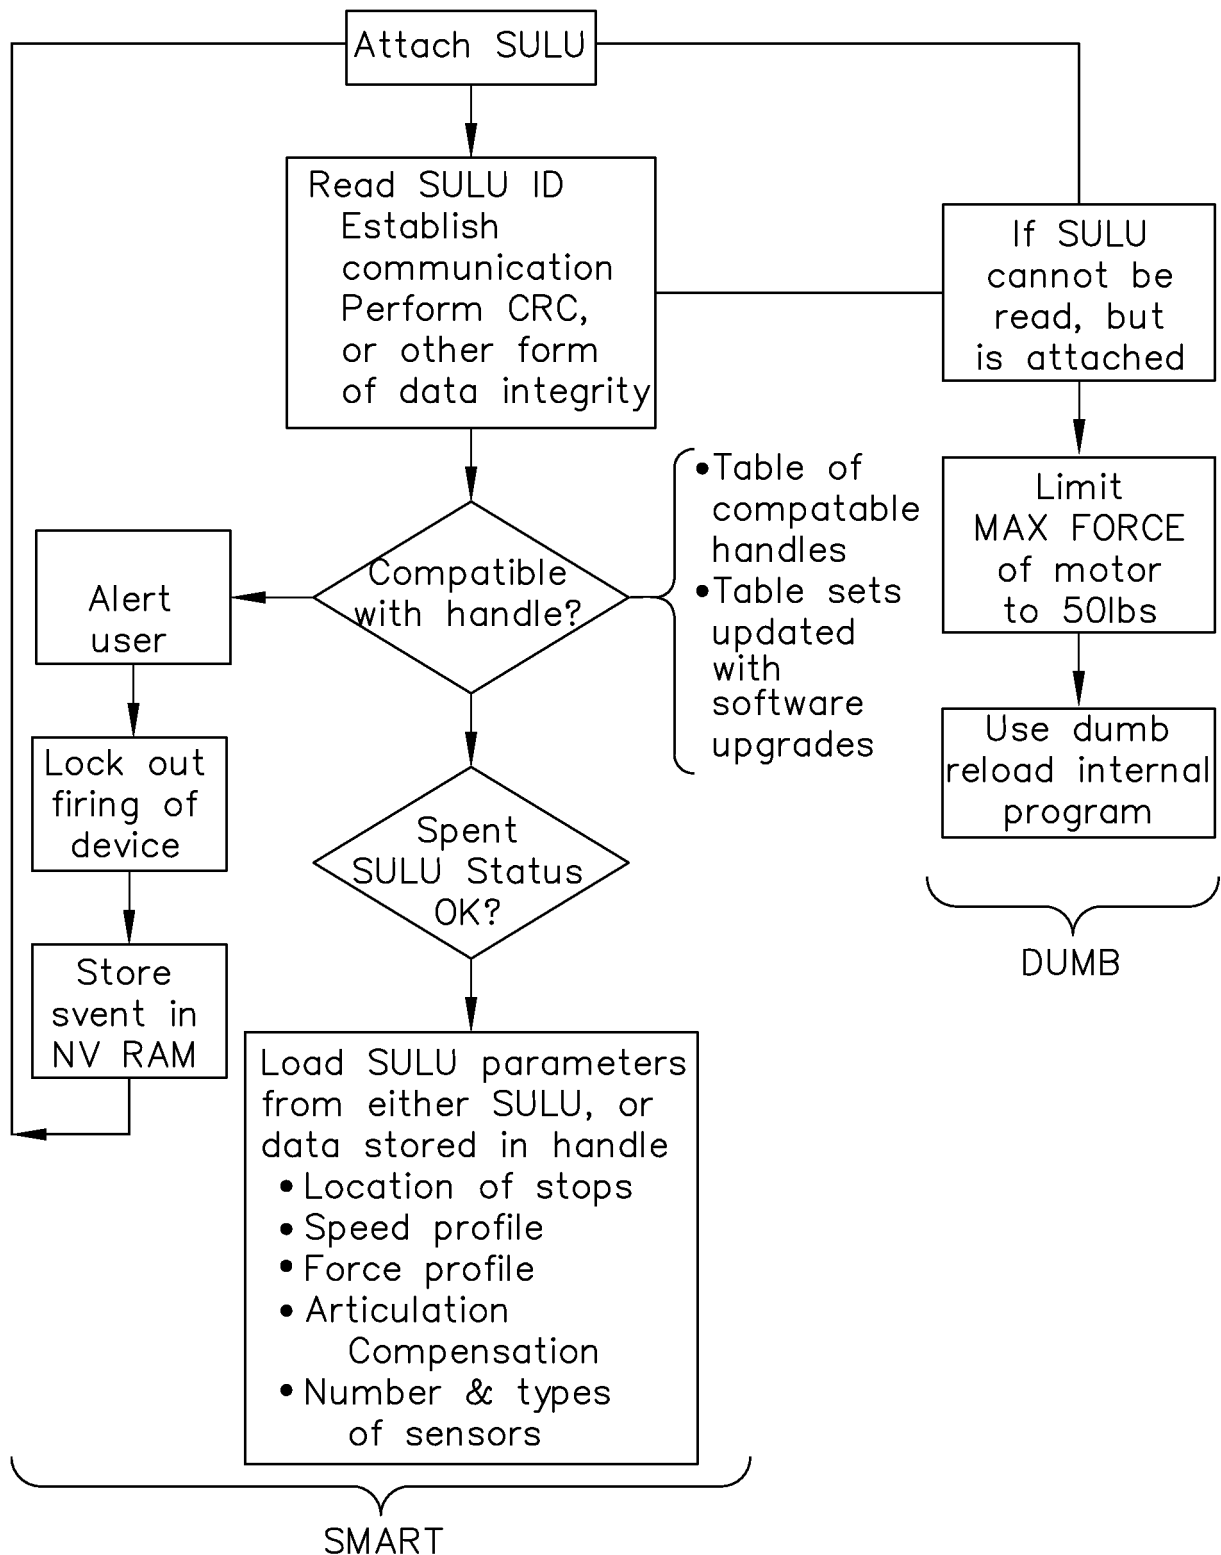 Attach SULU
Read SULU ID
Establish
communication
Perform CRC,
or other form
of data integrity
If SULU
cannot be
read, but
is attached
Limit
MAX FORCE
of motor
to 50lbs
Use dumb
reload internal
program
DUMB
Compatible
with handle?
•Table of
compatable
handles
•Table sets
updated
with
software
upgrades
Alert
user
Lock out
firing of
device
Store
svent in
NV RAM
Spent
SULU Status
OK?
Load SULU parameters
from either SULU, or
data stored in handle
•Location of stops
•Speed profile
•Force profile
•Articulation
Compensation
•Number & types
of sensors
SMART